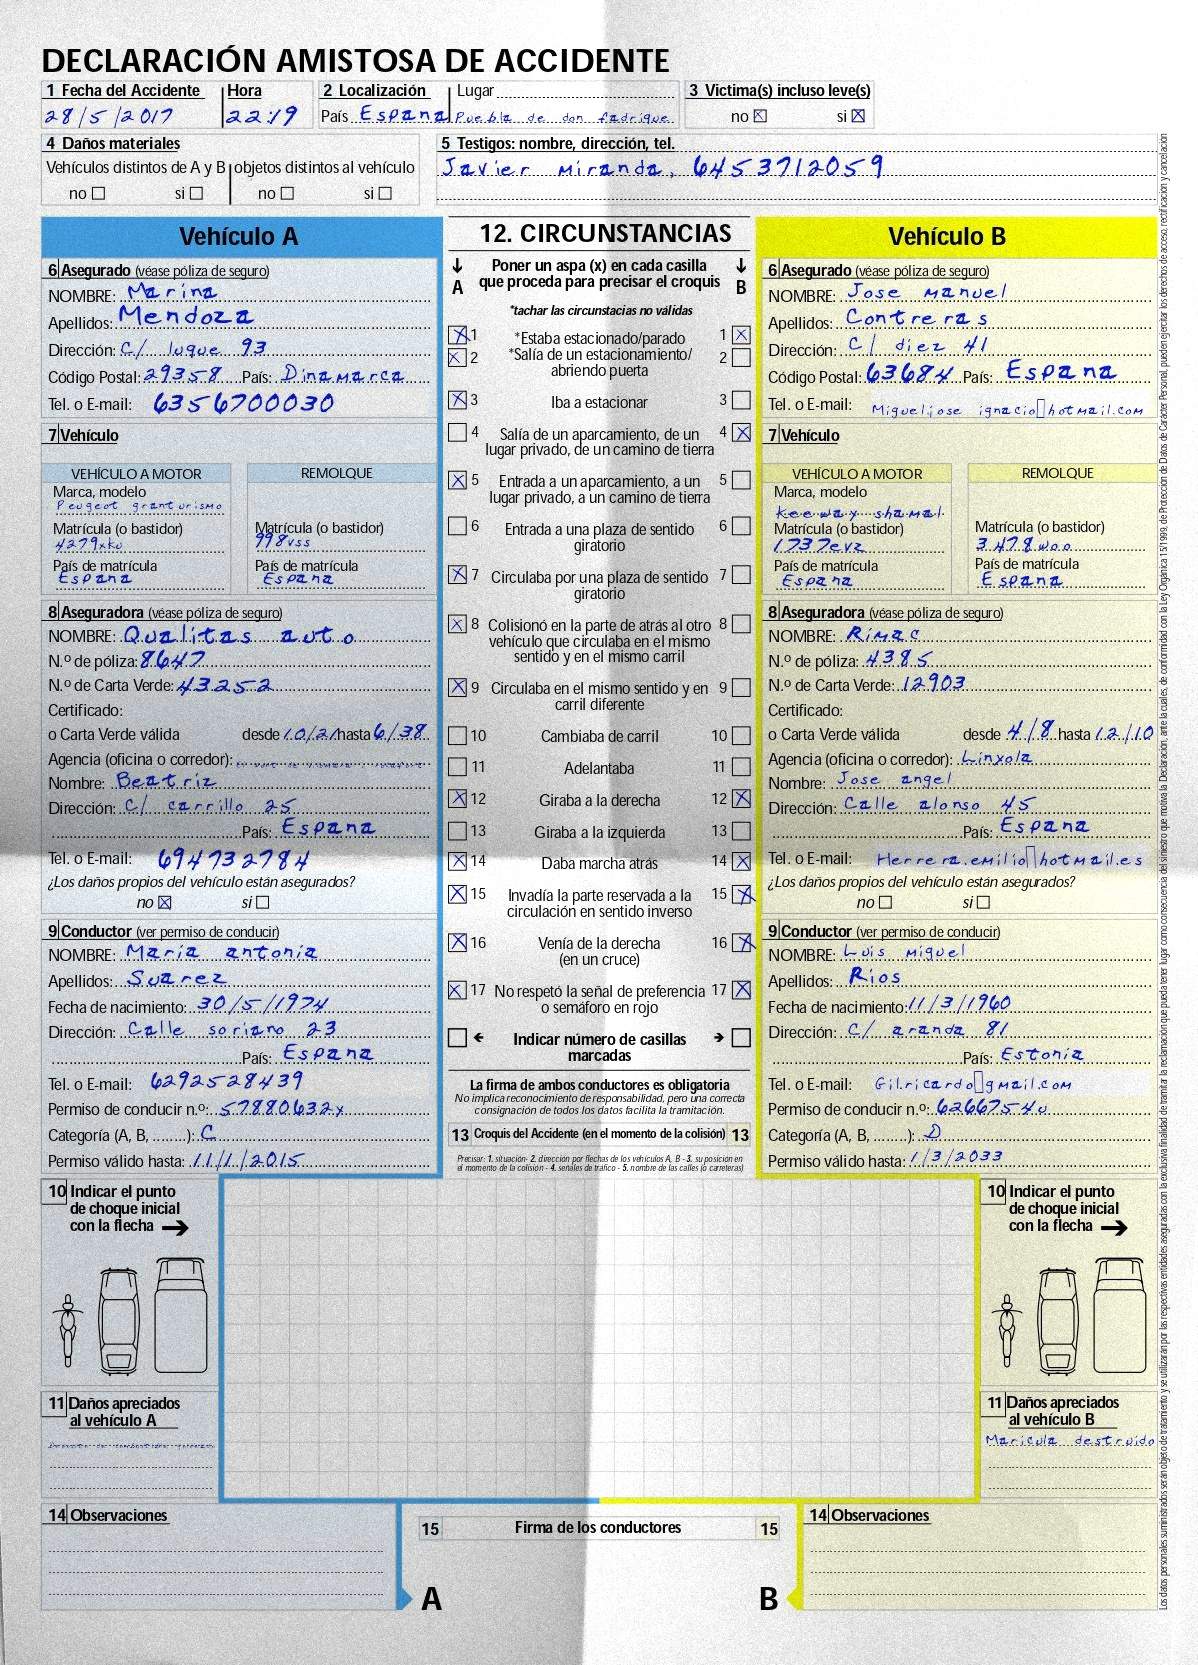 DECLARACIÓN AMISTOSA DE ACCIDENTE
1 Fecha del Accidente
28/5/2017
Hora
22:19
2 Localización
País Espana
Lugar
Puebla de don fadrique
3 Victima(s) incluso leve(s)
no ☒ si ☒
4 Daños materiales
Vehículos distintos de A y B
no ☐ si ☐
objetos distintos al vehículo
no ☐ si ☐
5 Testigos: nombre, dirección, tel.
Javier Miranda, 6453712059
Vehículo A
6 Asegurado (véase póliza de seguro)
NOMBRE: Marina
Apellidos: Mendoza
Dirección: C/ luque 93
Código Postal: 29358 País: Dinamarca
Tel. o E-mail: 6356700030
7 Vehículo
VEHÍCULO A MOTOR
Marca, modelo
Peugeot granturismo
Matrícula (o bastidor)
4279xku
País de matrícula
Espana
REMOLQUE
Matrícula (o bastidor)
998vss
País de matrícula
Espana
8 Aseguradora (véase póliza de seguro)
NOMBRE: Qualitas auto
N.º de póliza: 8647
N.º de Carta Verde: 43252
Certificado:
o Carta Verde válida desde 10/21 hasta 6/38
Agencia (oficina o corredor):
Nombre: Beatriz
Dirección: C/ carrillo 25
País: Espana
Tel. o E-mail: 694732784
¿Los daños propios del vehículo están asegurados?
no ☒ si ☐
9 Conductor (ver permiso de conducir)
NOMBRE: María antonia
Apellidos: Suarez
Fecha de nacimiento: 30/5/1974
Dirección: Calle soriano 23
País: Espana
Tel. o E-mail: 6292528439
Permiso de conducir n.º: 57880632x
Categoría (A, B, ........): C
Permiso válido hasta: 11/1/2015
12. CIRCUNSTANCIAS
A
Poner un aspa (x) en cada casilla que proceda para precisar el croquis
B
*tachar las circunstacias no válidas
☒ 1 *Estaba estacionado/parado 1 ☒
☒ 2 *Salía de un estacionamiento/ abriendo puerta 2 ☐
☒ 3 Iba a estacionar 3 ☐
☐ 4 Salía de un aparcamiento, de un lugar privado, de un camino de tierra 4 ☒
☒ 5 Entrada a un aparcamiento, a un lugar privado, a un camino de tierra 5 ☐
☐ 6 Entrada a una plaza de sentido giratorio 6 ☐
☒ 7 Circulaba por una plaza de sentido giratorio 7 ☐
☒ 8 Colisionó en la parte de atrás al otro vehículo que circulaba en el mismo sentido y en el mismo carril 8 ☐
☒ 9 Circulaba en el mismo sentido y en carril diferente 9 ☐
☐ 10 Cambiaba de carril 10 ☐
☐ 11 Adelantaba 11 ☐
☒ 12 Giraba a la derecha 12 ☒
☐ 13 Giraba a la izquierda 13 ☐
☒ 14 Daba marcha atrás 14 ☒
☒ 15 Invadía la parte reservada a la circulación en sentido inverso 15 ☒
☒ 16 Venía de la derecha (en un cruce) 16 ☒
☒ 17 No respetó la señal de preferencia o semáforo en rojo 17 ☒
☐ Indicar número de casillas marcadas ☐
La firma de ambos conductores es obligatoria
No implica reconocimiento de responsabilidad, pero una correcta consignación de todos los datos facilita la tramitación.
13 Croquis del Accidente (en el momento de la colisión) 13
Precisar: 1. situación- 2. dirección por flechas de los vehículos A, B - 3. su posición en el momento de la colisión - 4. señales de tráfico - 5. nombre de las calles (o carreteras)
Vehículo B
6 Asegurado (véase póliza de seguro)
NOMBRE: Jose manuel
Apellidos: Contreras
Dirección: C/ diez 41
Código Postal: 63684 País: Espana
Tel. o E-mail: Migueljose ignacio▯hotmail.com
7 Vehículo
VEHÍCULO A MOTOR
Marca, modelo
keeway shamal
Matrícula (o bastidor)
1737evz
País de matrícula
Espana
REMOLQUE
Matrícula (o bastidor)
3478woo
País de matrícula
Espana
8 Aseguradora (véase póliza de seguro)
NOMBRE: Rimac
N.º de póliza: 4385
N.º de Carta Verde: 12903
Certificado:
o Carta Verde válida desde 4/8 hasta 12/10
Agencia (oficina o corredor): Linxola
Nombre: Jose angel
Dirección: Calle alonso 45
País: Espana
Tel. o E-mail: Herrera.emilio▯hotmail.es
¿Los daños propios del vehículo están asegurados?
no ☐ si ☐
9 Conductor (ver permiso de conducir)
NOMBRE: Luis miguel
Apellidos: Rios
Fecha de nacimiento: 11/3/1960
Dirección: C/ aranda 81
País: Estonia
Tel. o E-mail: Gilricardo▯gmail.com
Permiso de conducir n.º: 62667540
Categoría (A, B, ........): D
Permiso válido hasta: 1/3/2033
10 Indicar el punto de choque inicial con la flecha
11 Daños apreciados al vehículo A
10 Indicar el punto de choque inicial con la flecha
11 Daños apreciados al vehículo B
Maricula destruido
14 Observaciones
15 Firma de los conductores 15
A
B
14 Observaciones
Los datos personales suministrados serán objeto de tratamiento y se utilizarán por las respectivas entidades aseguradas con la exclusiva finalidad de tramitar la reclamación que pueda tener lugar como consecuencia del siniestro que motiva la Declaración, ante la cuales, de conformidad con la Ley Orgánica 15/1999, de Protección de Datos de Carácter Personal, pueden ejercitar los derechos de acceso, rectificación y cancelación